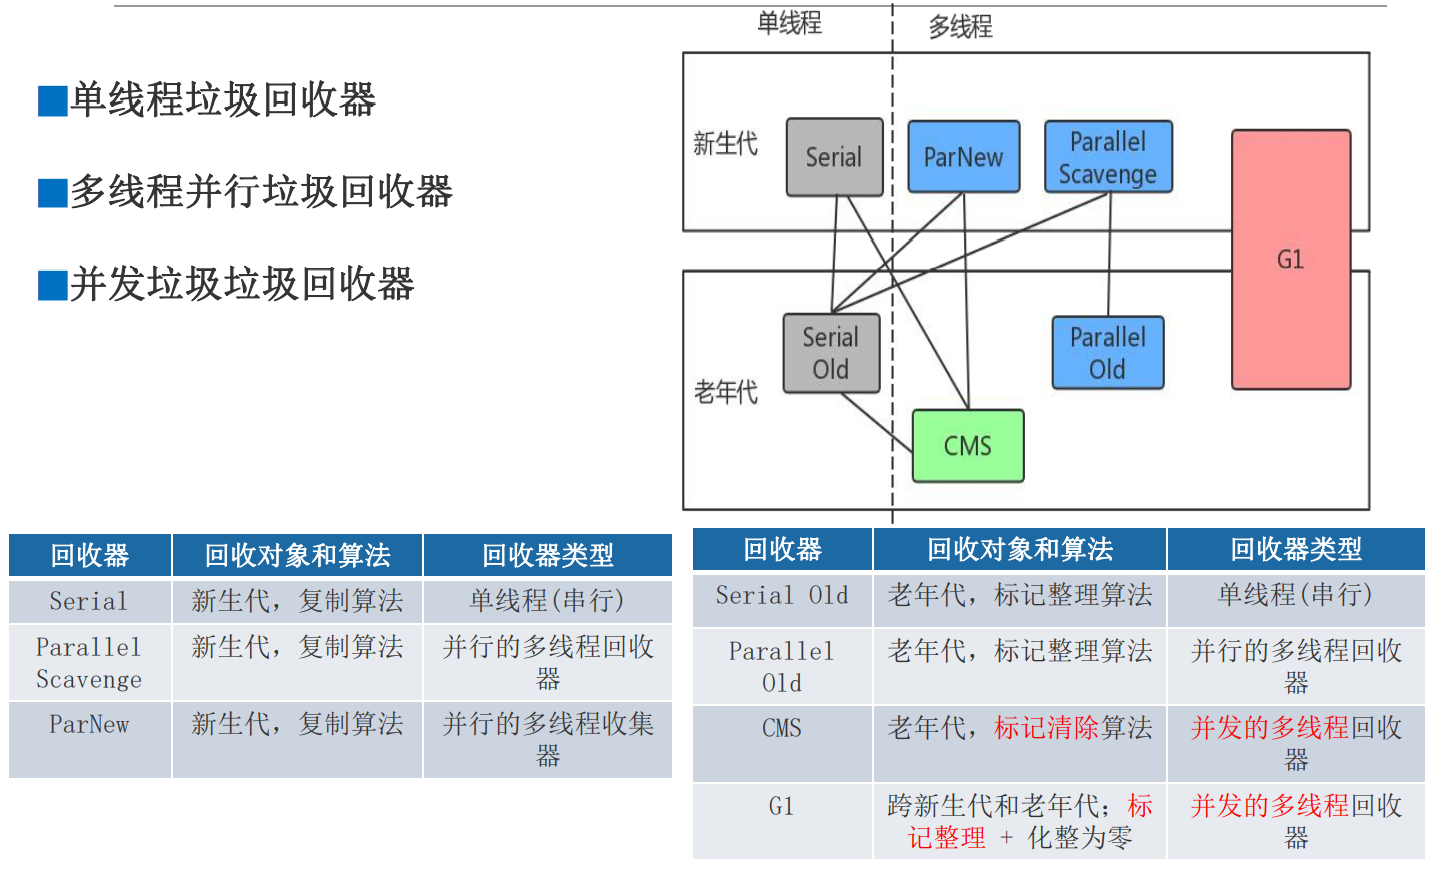 单线程垃圾回收器
多线程并行垃圾回收器
并发垃圾垃圾回收器
单线程
多线程
新生代
Serial
ParNew
Parallel
Scavenge
G1
老年代
Serial
Old
CMS
Parallel
Old
回收器 回收对象和算法 回收器类型
Serial 新生代，复制算法 单线程(串行)
Parallel 新生代，复制算法 并行的多线程回收
Scavenge 器
ParNew 新生代，复制算法 并行的多线程收集
器
回收器 回收对象和算法 回收器类型
Serial Old 老年代，标记整理算法 单线程(串行)
Parallel 老年代，标记整理算法 并行的多线程回收
Old 器
CMS 老年代，标记清除算法 并发的多线程回收
器
G1 跨新生代和老年代；标 并发的多线程回收
记整理 + 化整为零 器